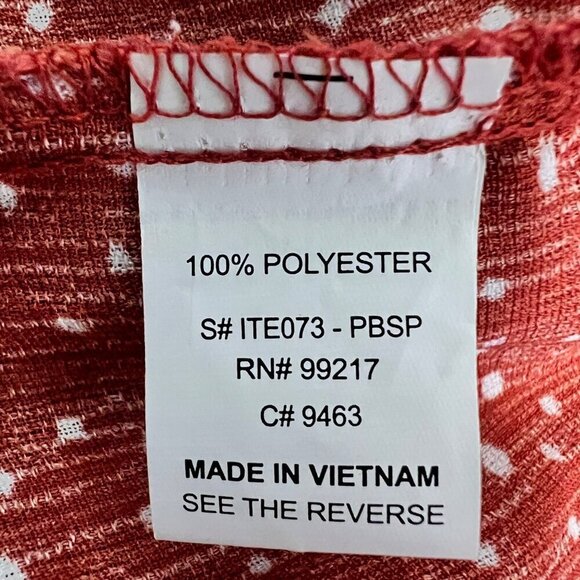 100% POLYESTER
S# ITE073 - PBSP
RN# 99217
C# 9463
MADE IN VIETNAM
SEE THE REVERSE